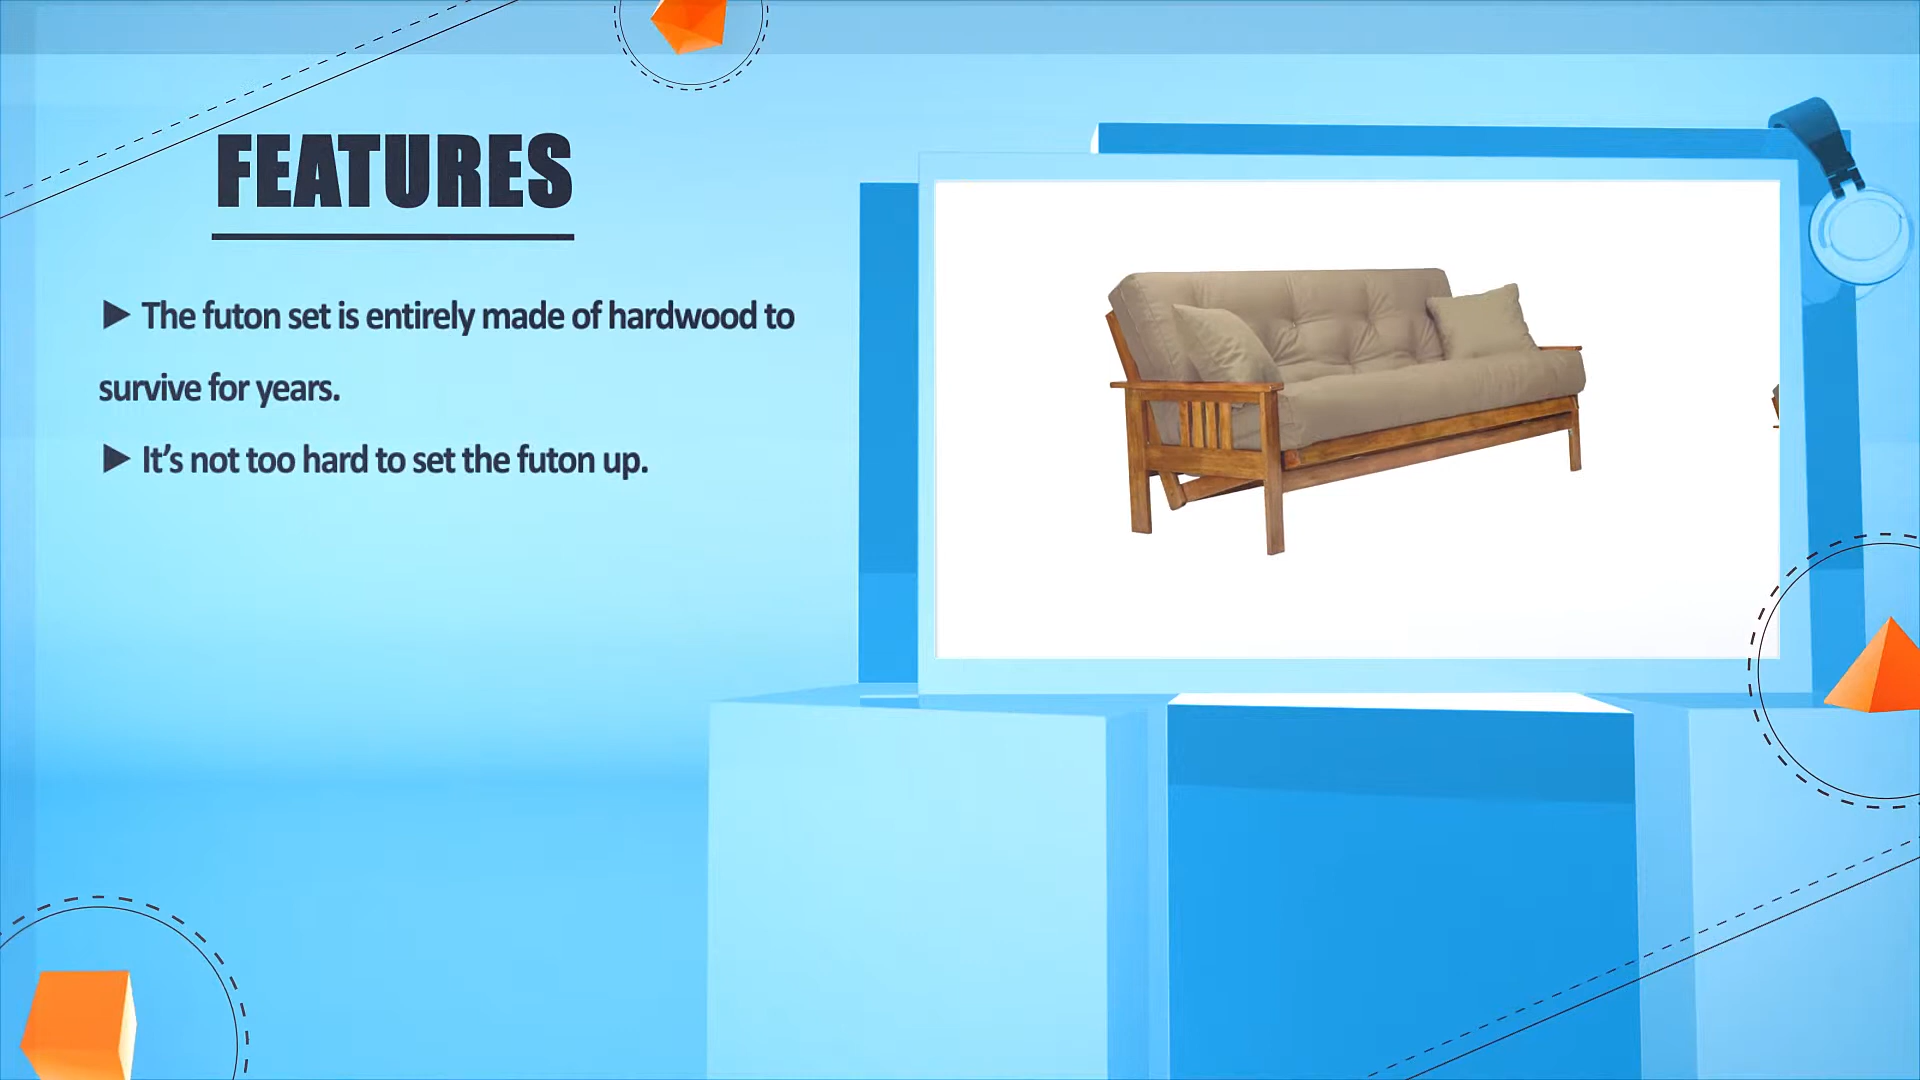 FEATURES
▶ The futon set is entirely made of hardwood to
survive for years.
▶ It’s not too hard to set the futon up.